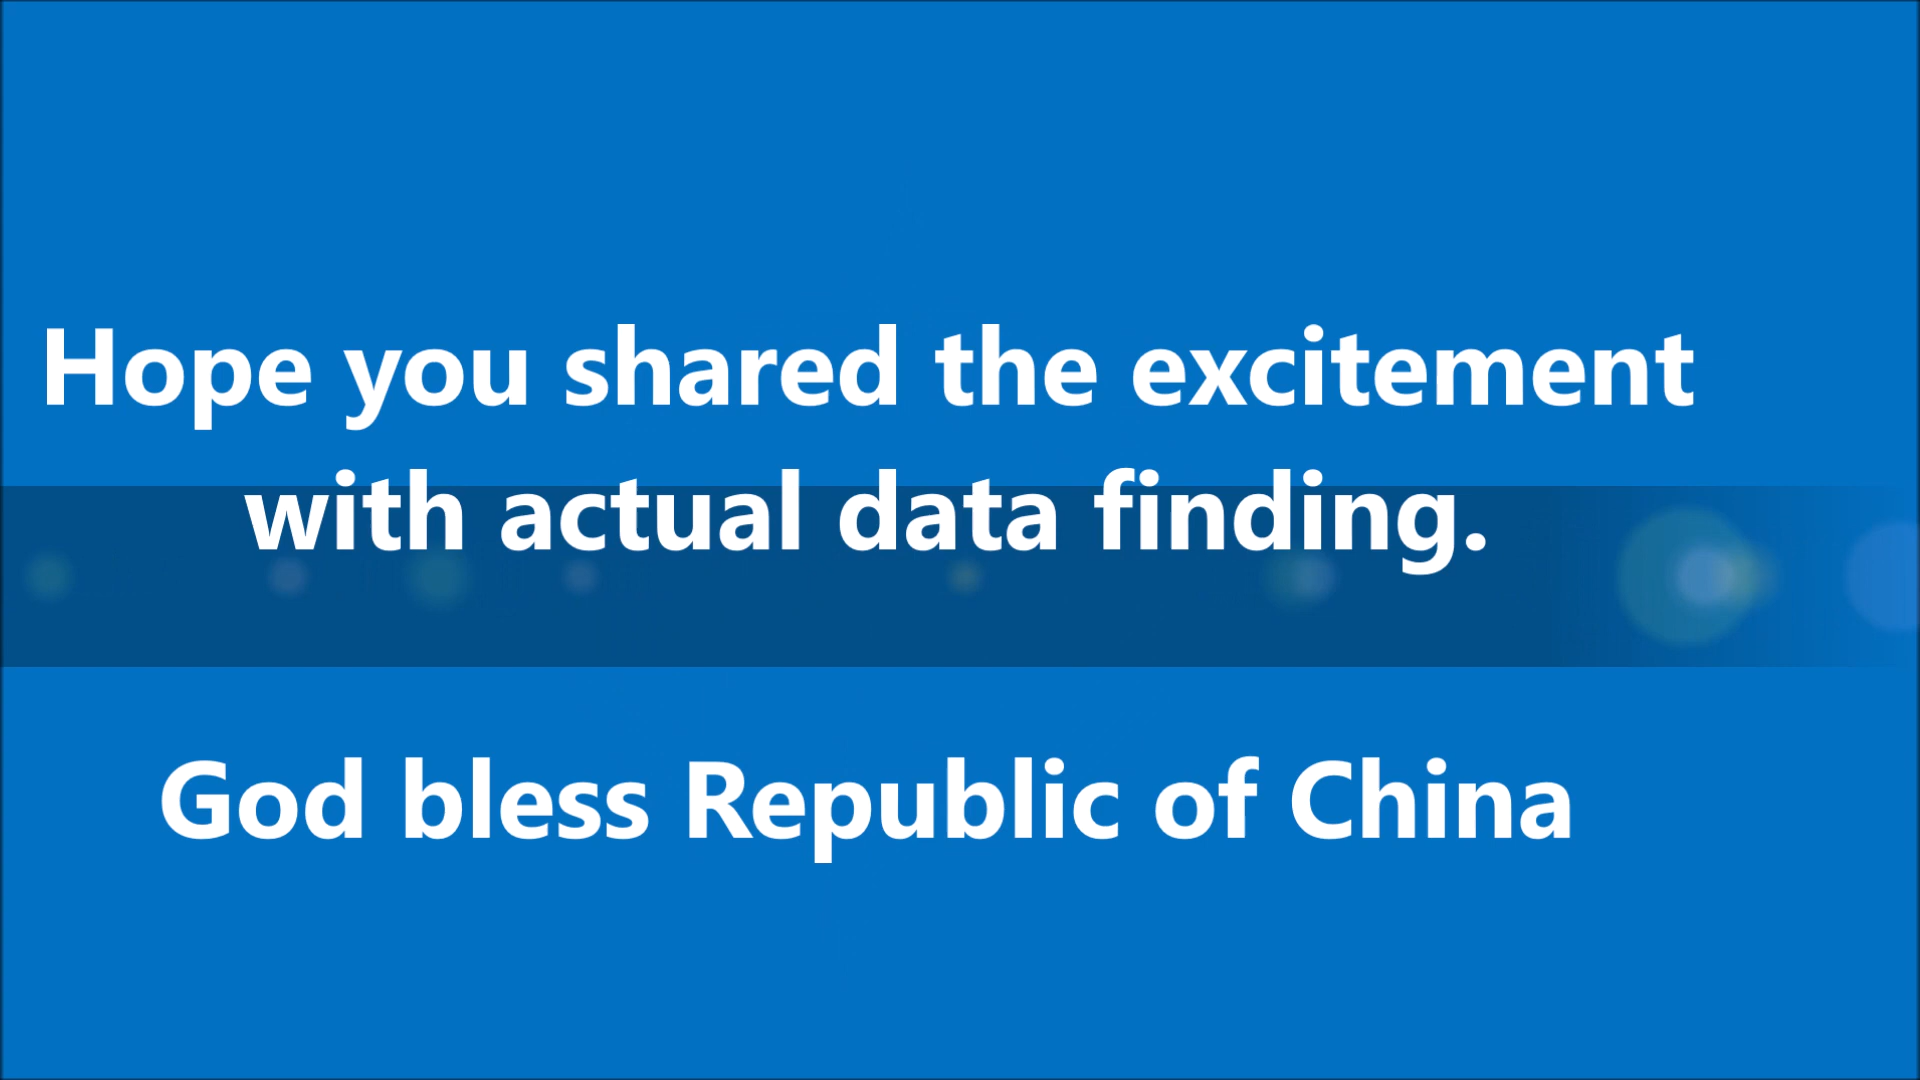 Hope you shared the excitement
with actual data finding.
God bless Republic of China